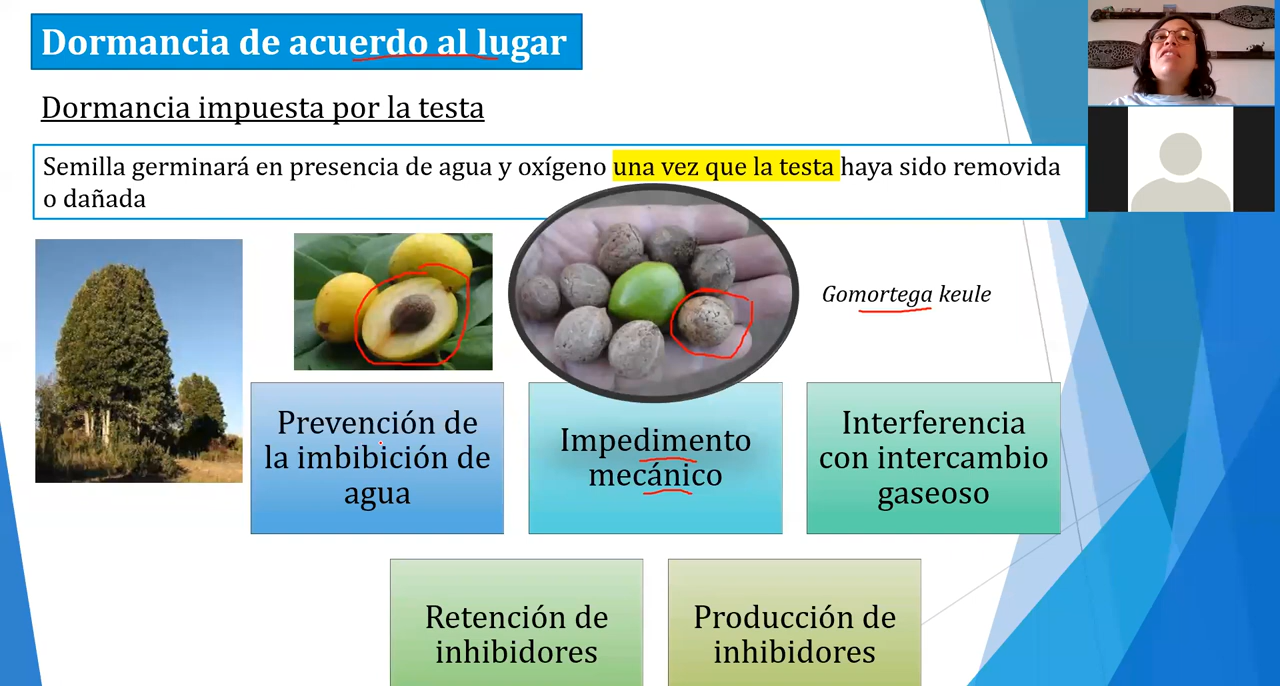 Dormancia de acuerdo al lugar
Dormancia impuesta por la testa
Semilla germinará en presencia de agua y oxígeno una vez que la testa haya sido removida
o dañada
Gomortega keule
Prevención de
la imbibición de
agua
Impedimento
mecánico
Interferencia
con intercambio
gaseoso
Retención de
inhibidores
Producción de
inhibidores